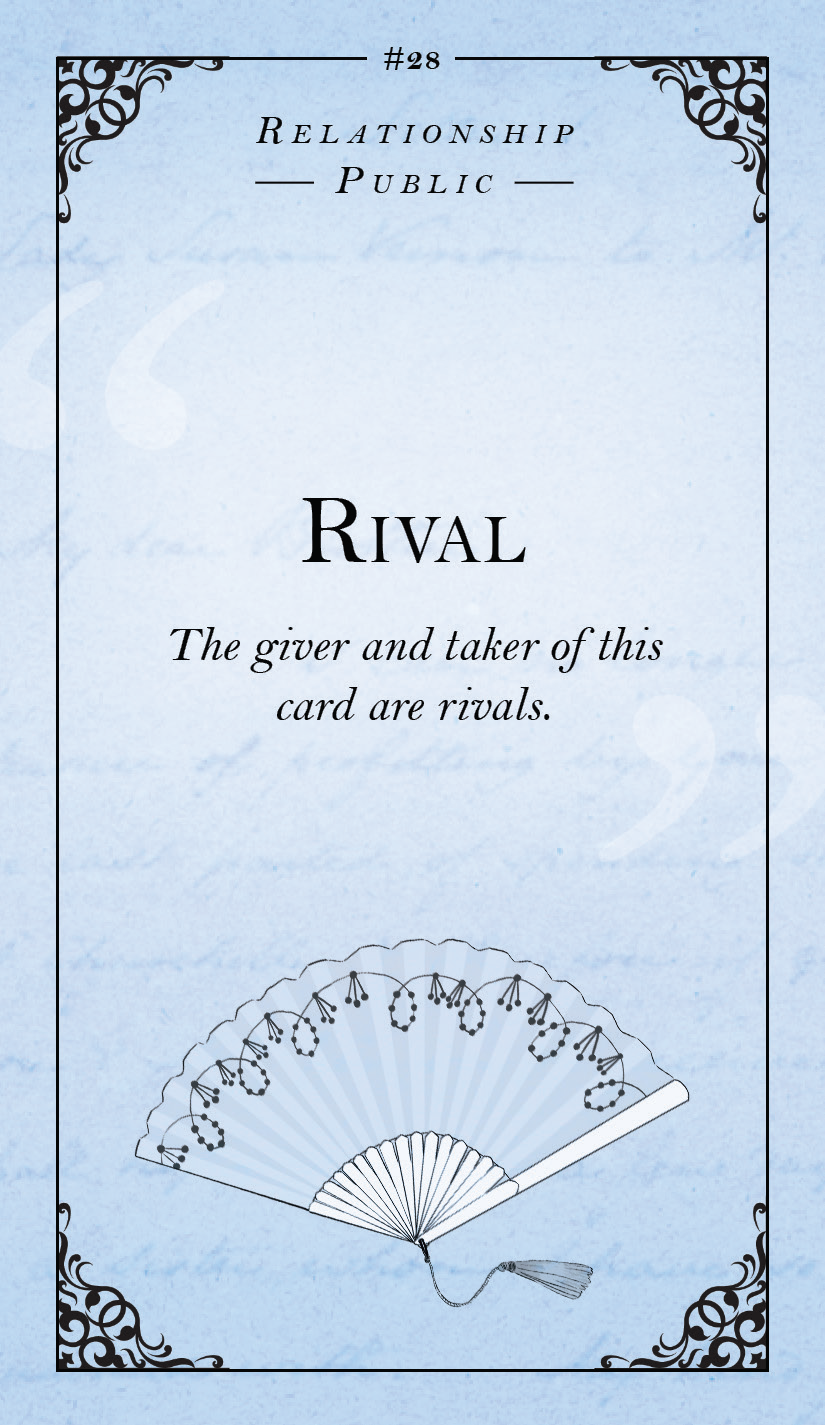 #28
RELATIONSHIP
PUBLIC
RIVAL
The giver and taker of this
card are rivals.